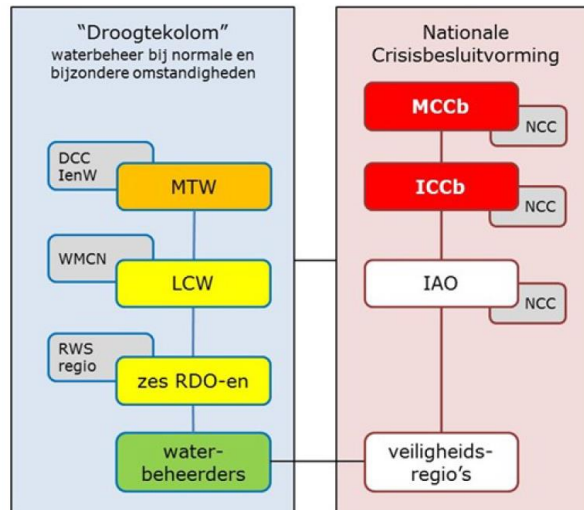 “Droogtekolom”
waterbeheer bij normale en
bijzondere omstandigheden
DCC
IenW
MTW
WMCN
LCW
RWS
regio
zes RDO-en
water-
beheerders
Nationale
Crisisbesluitvorming
MCCb
NCC
ICCb
NCC
IAO
NCC
veiligheids-
regio’s